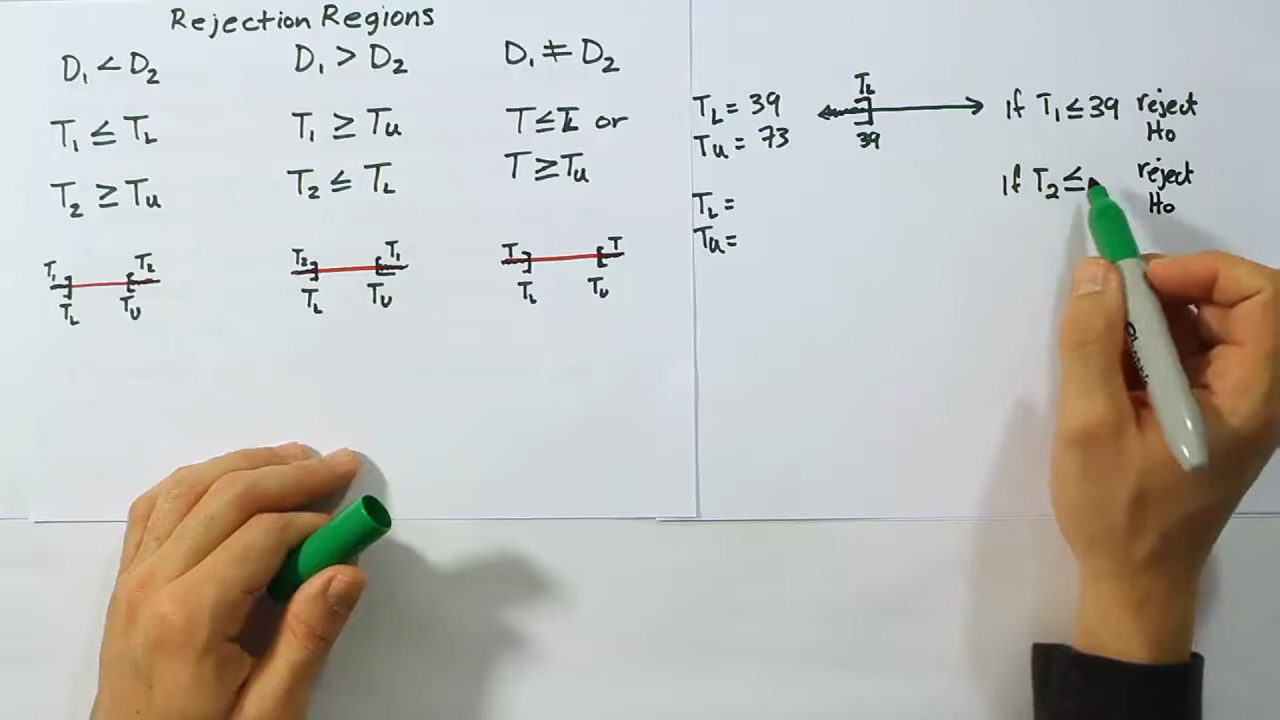 Rejection Regions
D₁ < D₂
D₁ > D₂
D₁ ≠ D₂
T₁ ≤ T_L
T₁ ≥ T_U
T ≤ T_L or
T₂ ≥ T_U
T₂ ≤ T_L
T ≥ T_U
T₁ T₂
T_L T_U
T₂ T₁
T_L T_U
T T
T_L T_U
T_L = 39
T_U = 73
T_L =
T_U =
T_L
39
If T₁ ≤ 39 reject
Ho
If T₂ ≤ reject
Ho